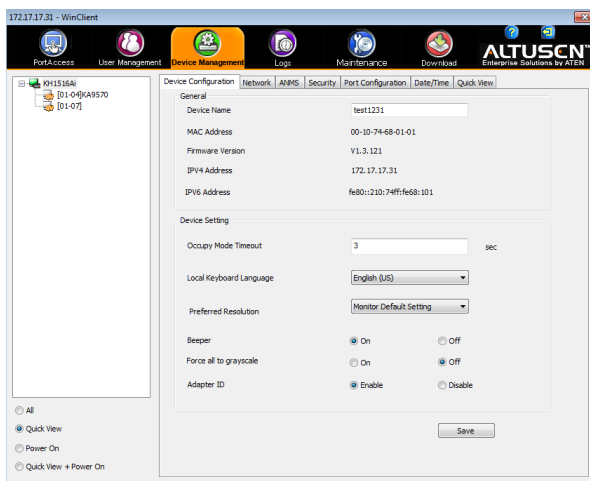 172.17.17.31 - WinClient
PortAccess User Management Device Management Logs Maintenance Download
ALTUSEN™
Enterprise Solutions by ATEN
KH1516Ai
[01-04]KA9570
[01-07]
Device Configuration Network ANMS Security Port Configuration Date/Time Quick View
General
Device Name test1231
MAC Address 00-10-74-68-01-01
Firmware Version V1.3.121
IPV4 Address 172.17.17.31
IPV6 Address fe80::210:74ff:fe68:101
Device Setting
Occupy Mode Timeout 3 sec
Local Keyboard Language English (US)
Preferred Resolution Monitor Default Setting
Beeper On Off
Force all to grayscale On Off
Adapter ID Enable Disable
Save
All
Quick View
Power On
Quick View + Power On